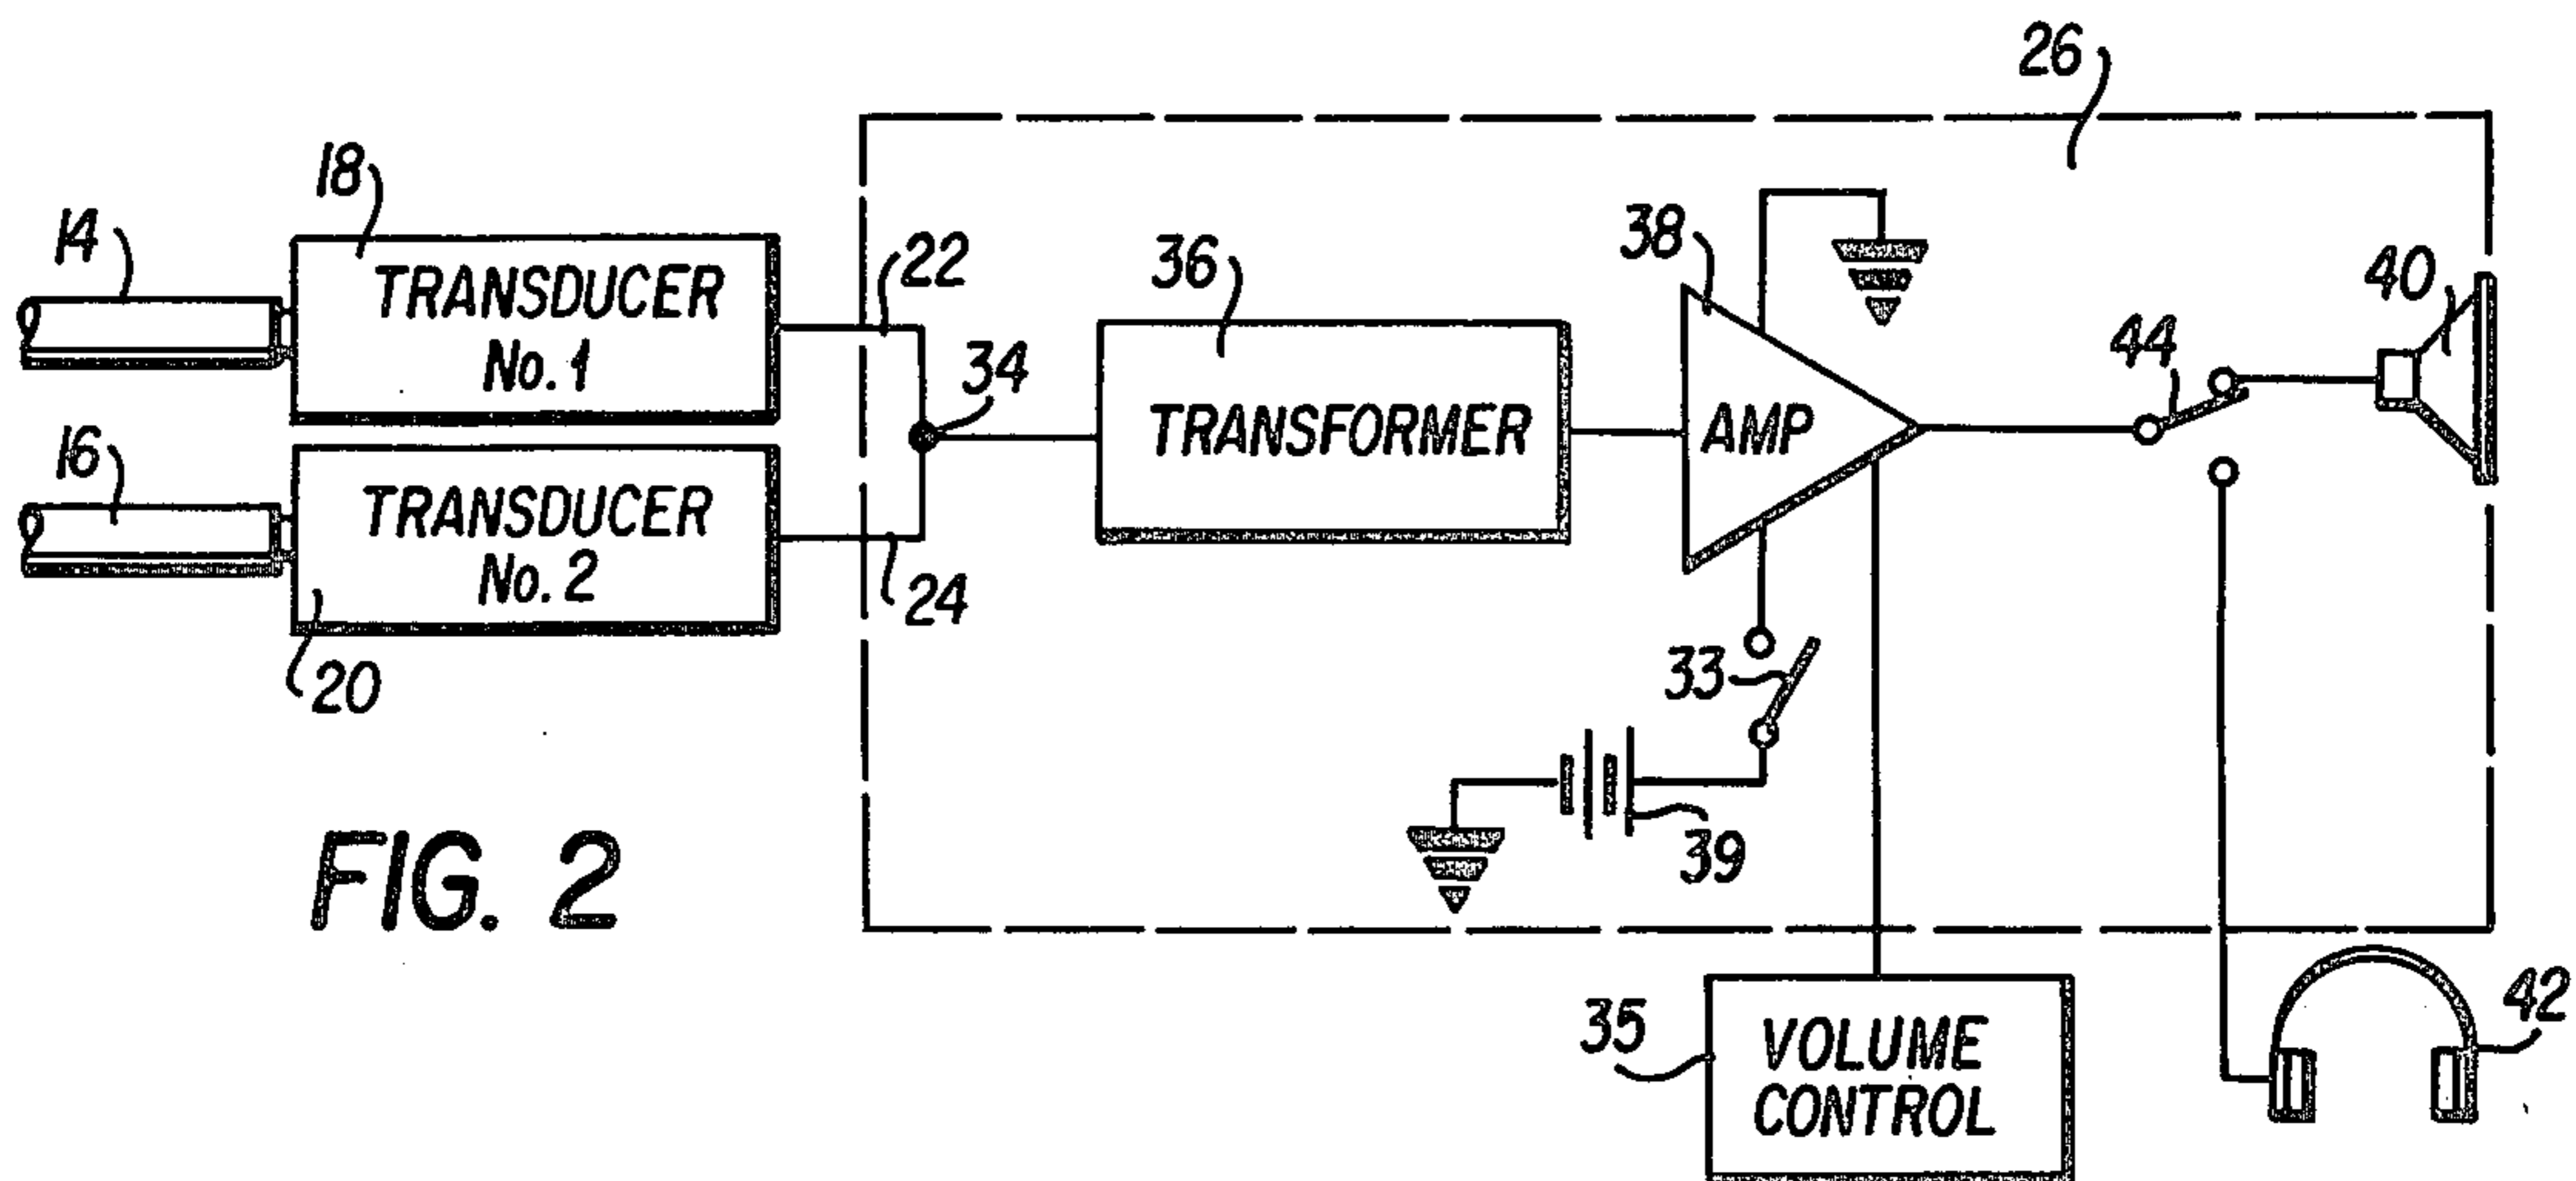 26
18
14
TRANSDUCER
No. 1
22
36
38
40
34
44
TRANSFORMER
AMP
16
TRANSDUCER
No. 2
24
20
33
39
FIG. 2
35
VOLUME
CONTROL
42